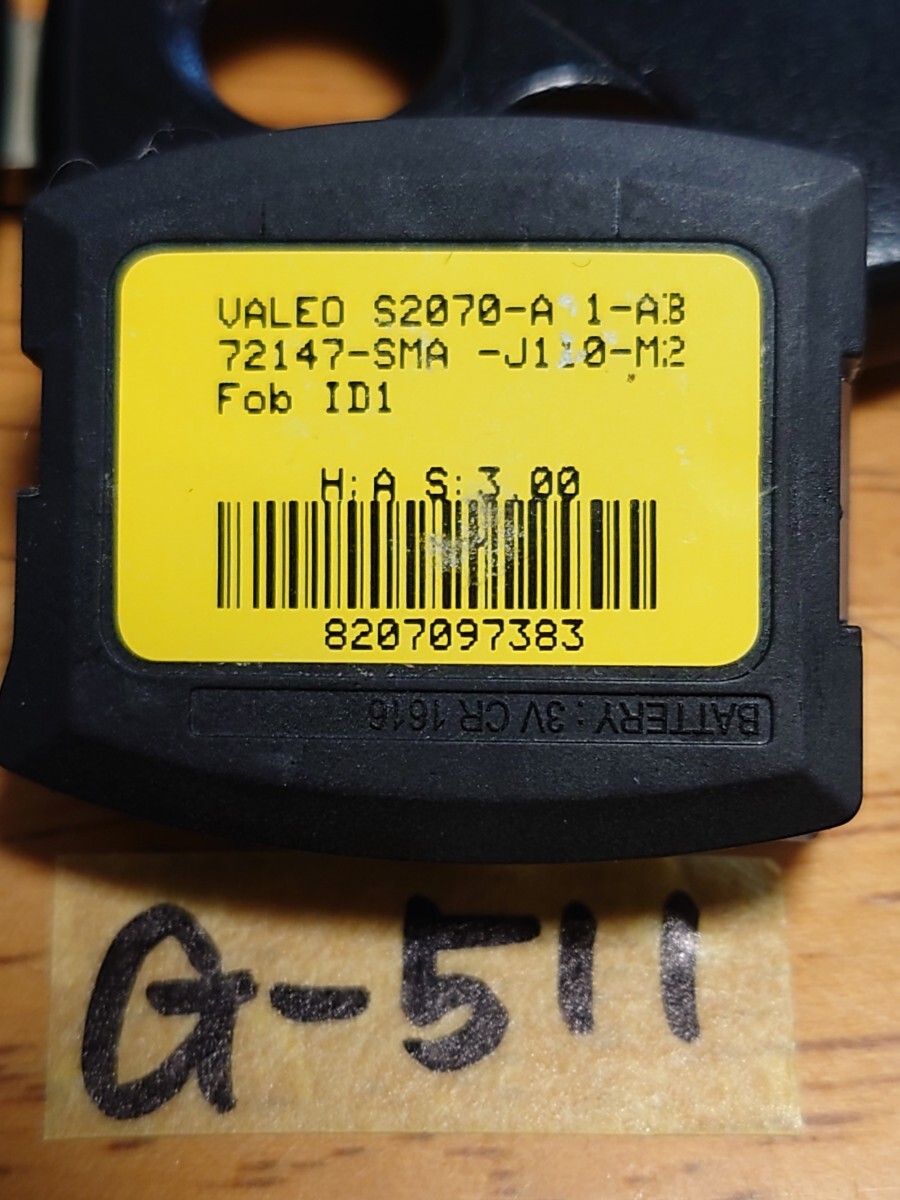 VALEO S2070-A 1-AB
72147-SMA -J110-M2
Fob ID1
H: A S: 3.00
8207097383
BATTERY : 3V CR 1616
G-511